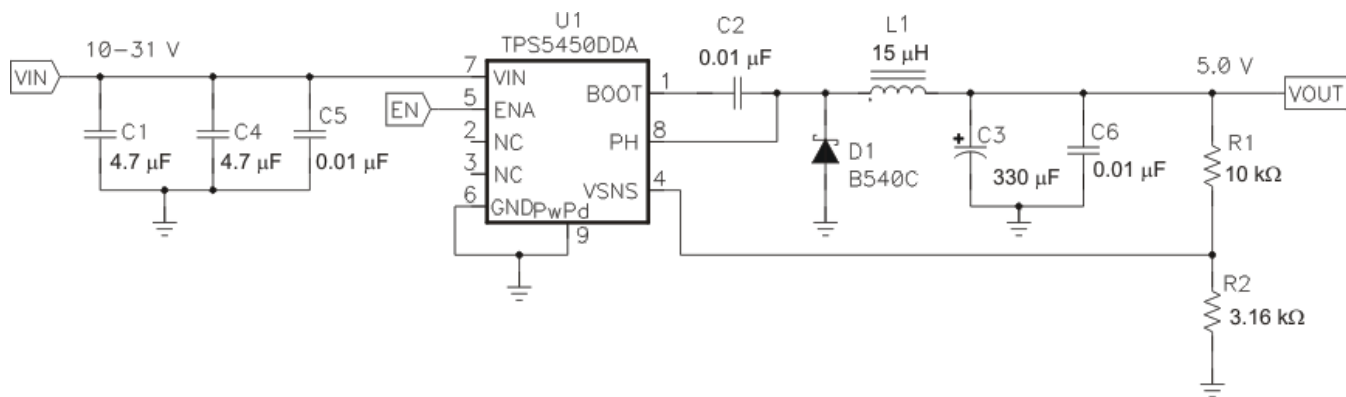 U1
TPS5450DDA
10-31 V
VIN
C1
4.7 µF
C4
4.7 µF
C5
0.01 µF
EN
7
5
2
3
6
VIN
ENA
NC
NC
GND
PwPd
9
BOOT
PH
VSNS
1
8
4
C2
0.01 µF
L1
15 µH
D1
B540C
C3
330 µF
C6
0.01 µF
5.0 V
VOUT
R1
10 kΩ
R2
3.16 kΩ